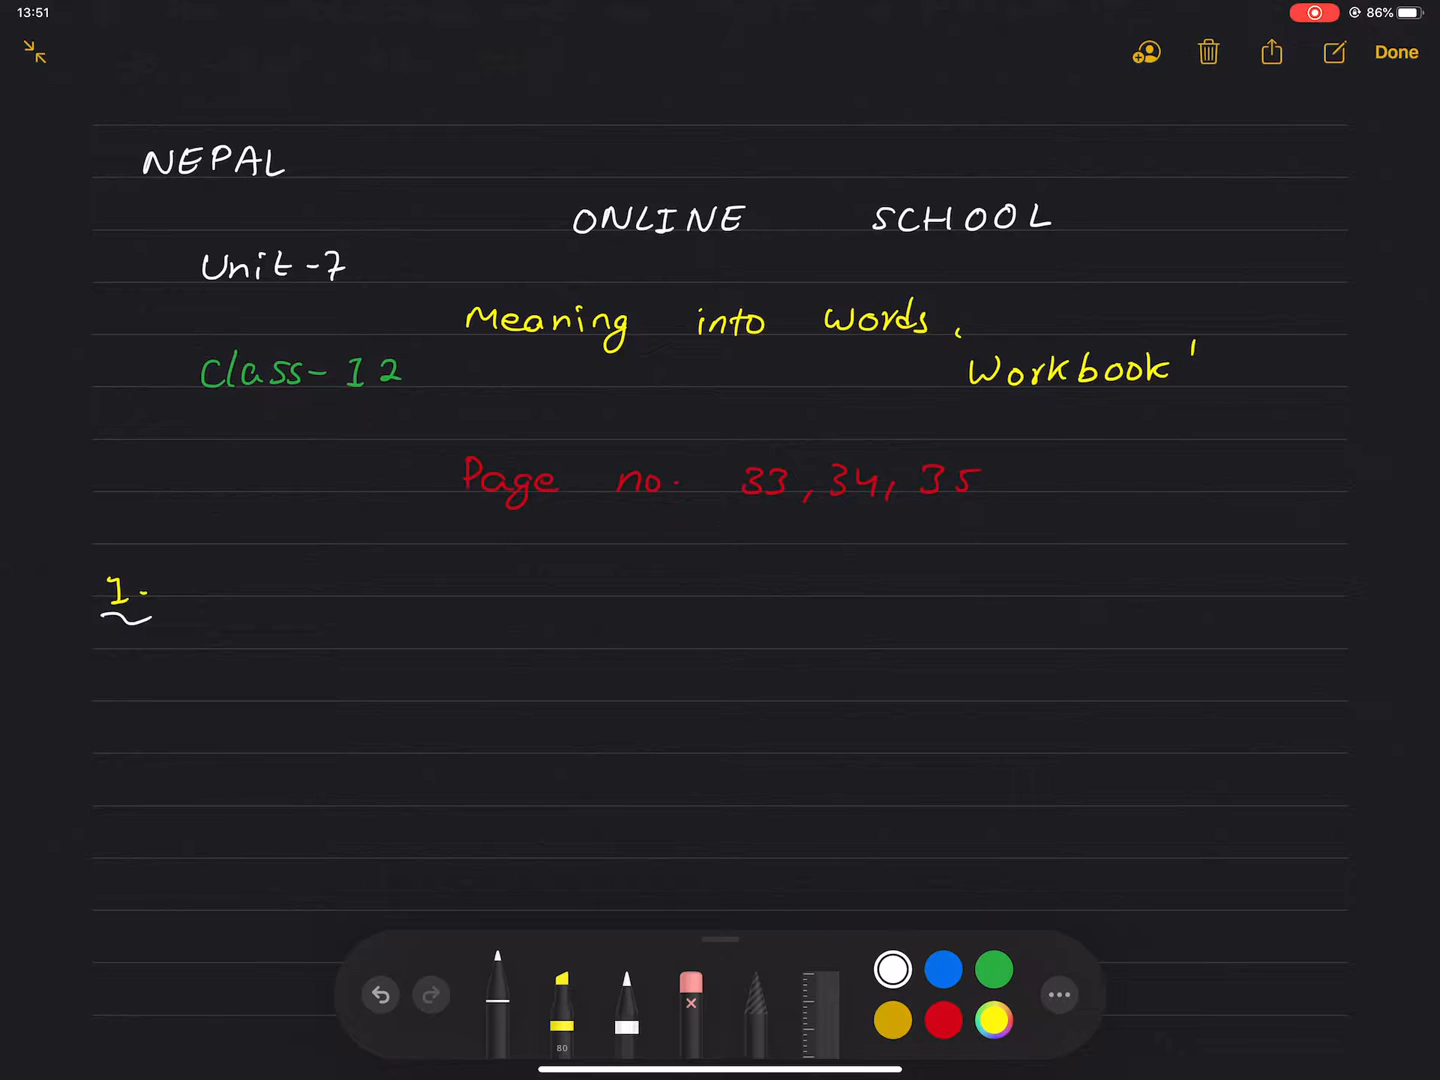 13:51
86%
Done
NEPAL
ONLINE SCHOOL
Unit-7
Meaning into Words,
Class-12
Workbook'
Page no. 33, 34, 35
1.
80